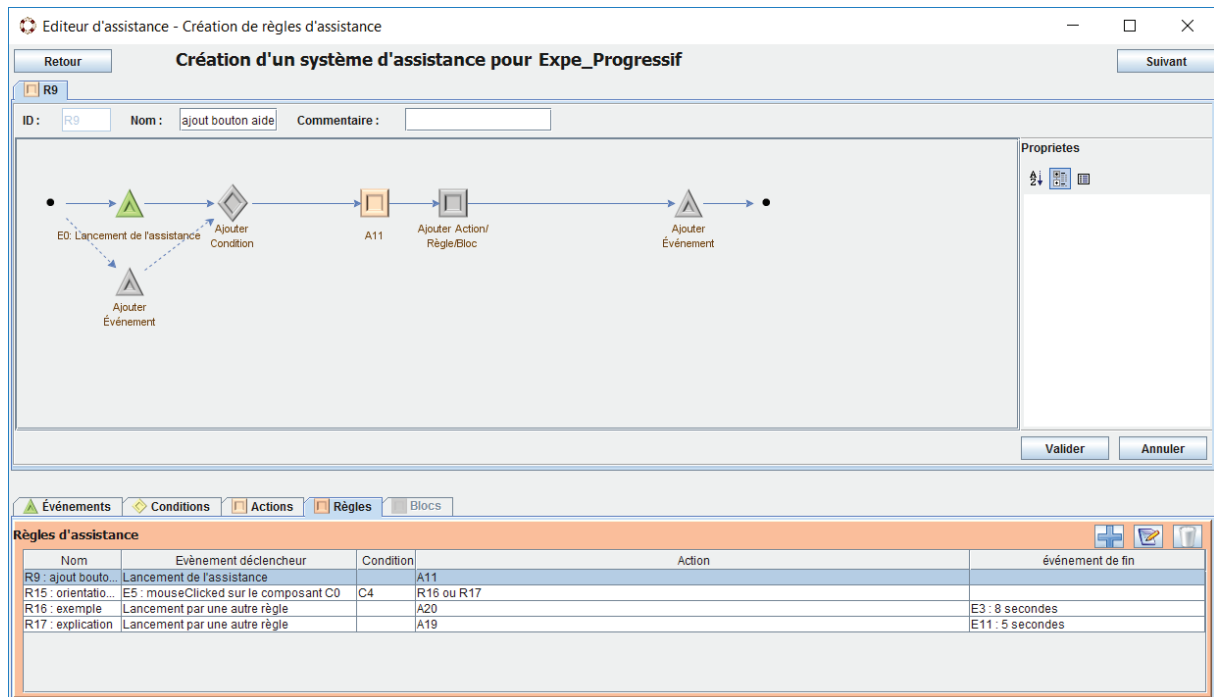 Editeur d'assistance - Création de règles d'assistance
Retour
Création d'un système d'assistance pour Expe_Progressif
Suivant
R9
ID : R9 Nom : ajout bouton aide Commentaire :
Proprietes
E0: Lancement de l'assistance
Ajouter
Condition
A11
Ajouter Action/
Règle/Bloc
Ajouter
Événement
Ajouter
Événement
Valider
Annuler
Événements Conditions Actions Règles Blocs
Règles d'assistance
Nom Evènement déclencheur Condition Action événement de fin
R9 : ajout bouto... Lancement de l'assistance A11
R15 : orientatio... E5 : mouseClicked sur le composant C0 C4 R16 ou R17
R16 : exemple Lancement par une autre règle A20 E3 : 8 secondes
R17 : explication Lancement par une autre règle A19 E11 : 5 secondes